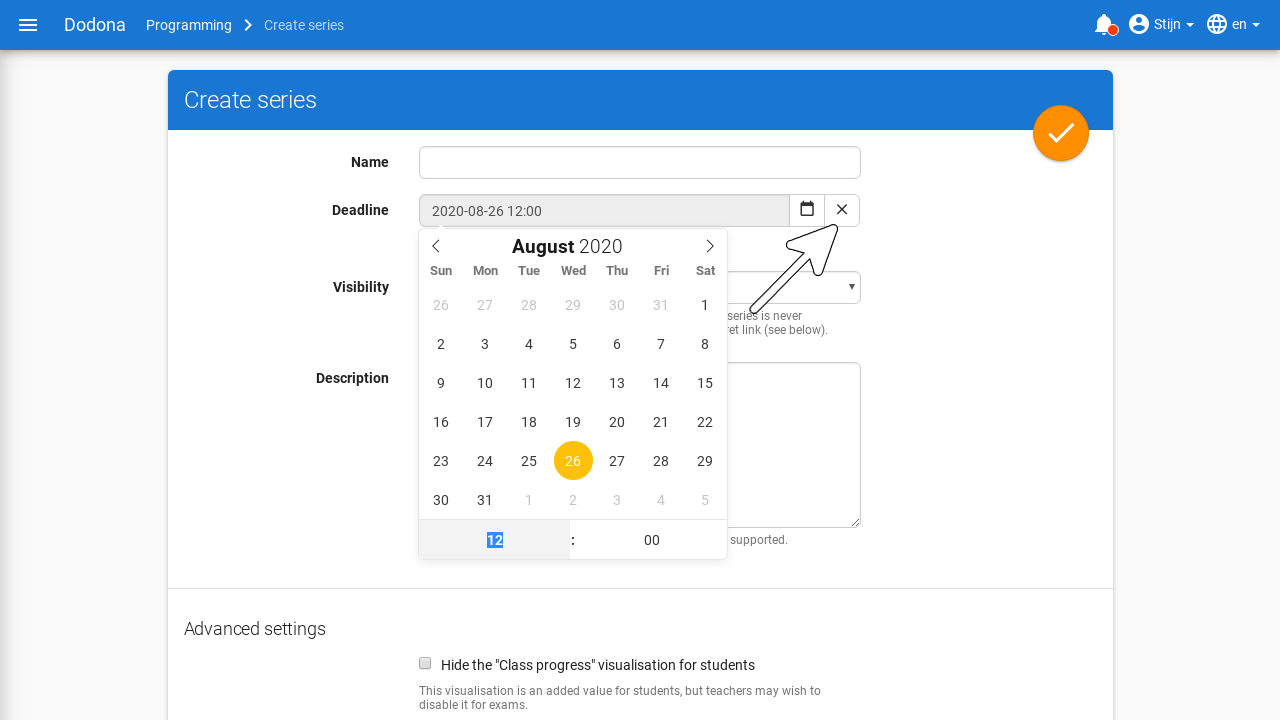 Dodona Programming Create series Stijn en
Create series
Name
Deadline 2020-08-26 12:00
August 2020
Sun Mon Tue Wed Thu Fri Sat
26 27 28 29 30 31 1
2 3 4 5 6 7 8
9 10 11 12 13 14 15
16 17 18 19 20 21 22
23 24 25 26 27 28 29
30 31 1 2 3 4 5
12 : 00
Visibility
series is never
link (see below).
Description
supported.
Advanced settings
Hide the "Class progress" visualisation for students
This visualisation is an added value for students, but teachers may wish to
disable it for exams.